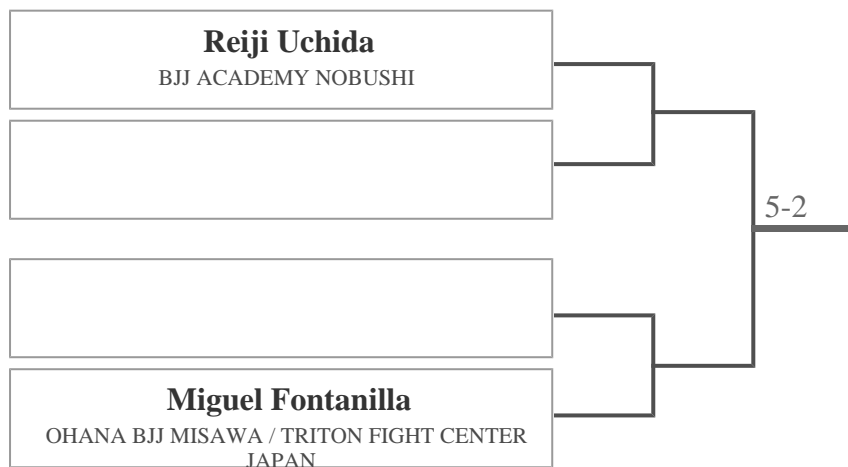 Reiji Uchida
BJJ ACADEMY NOBUSHI
5-2
Miguel Fontanilla
OHANA BJJ MISAWA / TRITON FIGHT CENTER
JAPAN